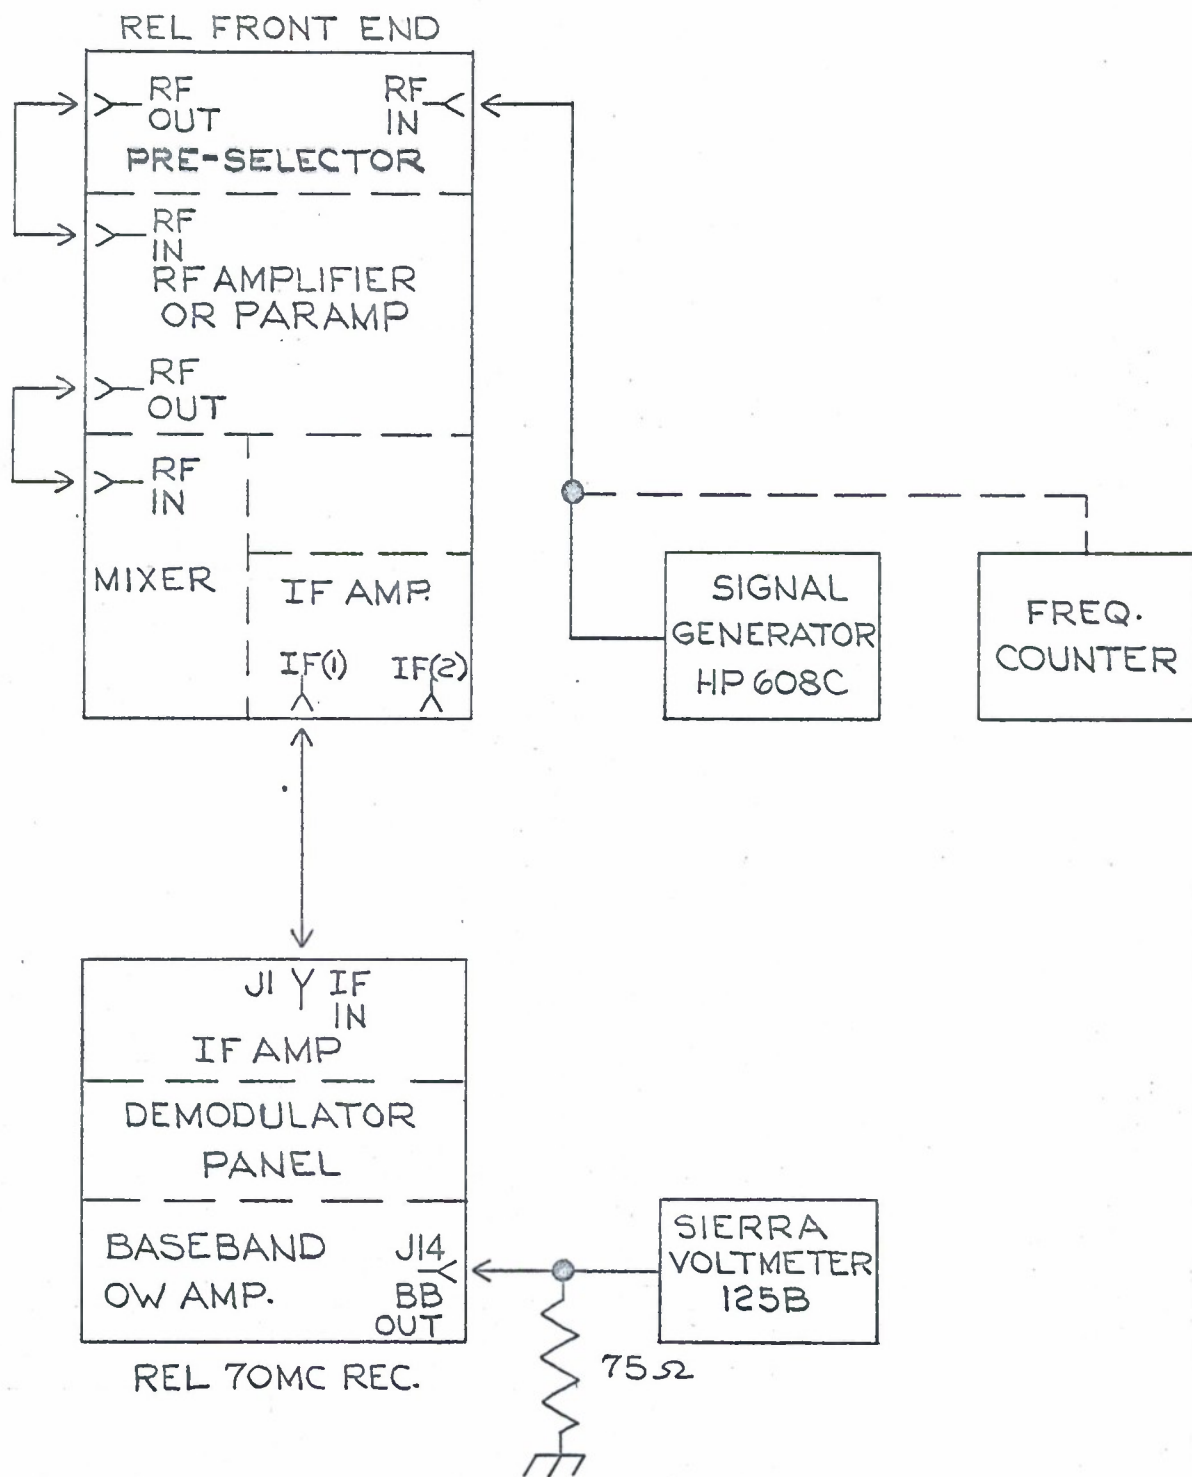 REL FRONT END
RF
OUT
RF
IN
PRE-SELECTOR
RF
IN
RF AMPLIFIER
OR PARAMP
RF
OUT
RF
IN
MIXER
IF AMP.
IF(1)
IF(2)
SIGNAL
GENERATOR
HP 608C
FREQ.
COUNTER
J1
IF
IN
IF AMP
DEMODULATOR
PANEL
BASEBAND
OW AMP.
J14
BB
OUT
REL 70MC REC.
SIERRA
VOLTMETER
125B
75Ω